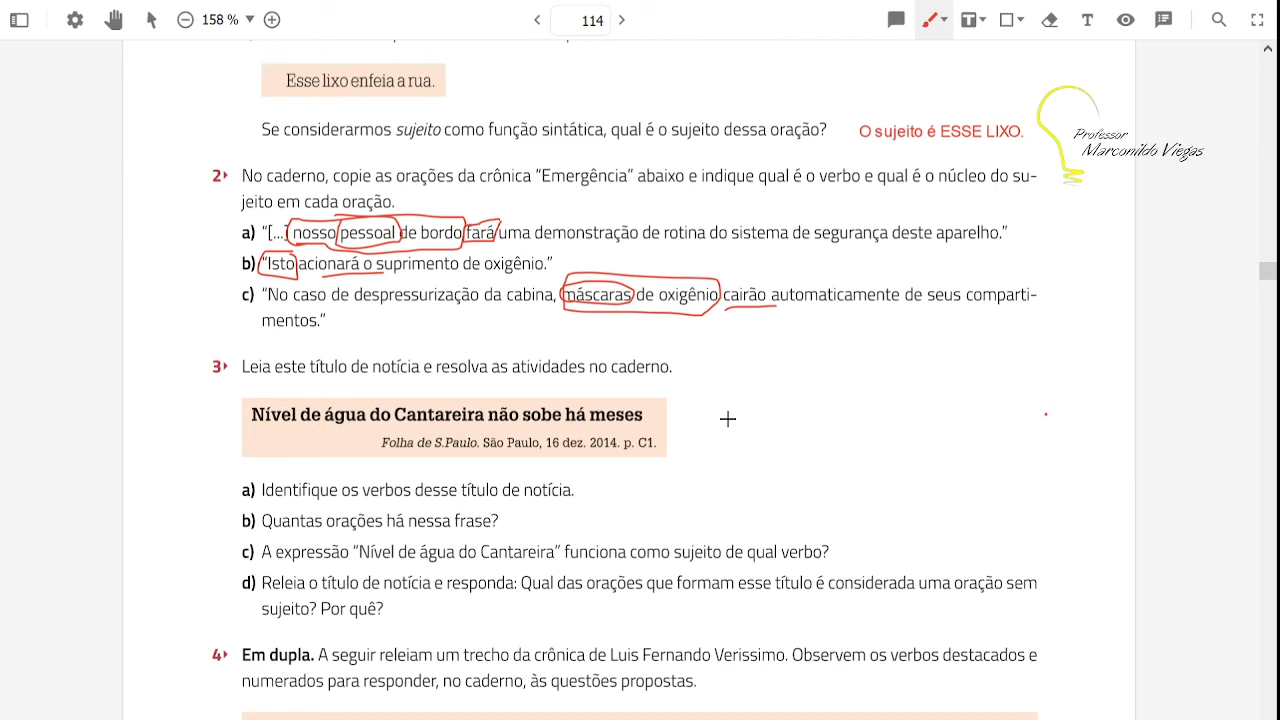 158 %
114
Esse lixo enfeia a rua.
Se considerarmos sujeito como função sintática, qual é o sujeito dessa oração? O sujeito é ESSE LIXO.
Professor
Marconildo Viegas
2 No caderno, copie as orações da crônica “Emergência” abaixo e indique qual é o verbo e qual é o núcleo do su-
jeito em cada oração.
a) “[...] nosso pessoal de bordo fará uma demonstração de rotina do sistema de segurança deste aparelho.”
b) “Isto acionará o suprimento de oxigênio.”
c) “No caso de despressurização da cabina, máscaras de oxigênio cairão automaticamente de seus comparti-
mentos.”
3 Leia este título de notícia e resolva as atividades no caderno.
Nível de água do Cantareira não sobe há meses
Folha de S.Paulo. São Paulo, 16 dez. 2014. p. C1.
a) Identifique os verbos desse título de notícia.
b) Quantas orações há nessa frase?
c) A expressão “Nível de água do Cantareira” funciona como sujeito de qual verbo?
d) Releia o título de notícia e responda: Qual das orações que formam esse título é considerada uma oração sem
sujeito? Por quê?
4 Em dupla. A seguir releiam um trecho da crônica de Luis Fernando Verissimo. Observem os verbos destacados e
numerados para responder, no caderno, às questões propostas.